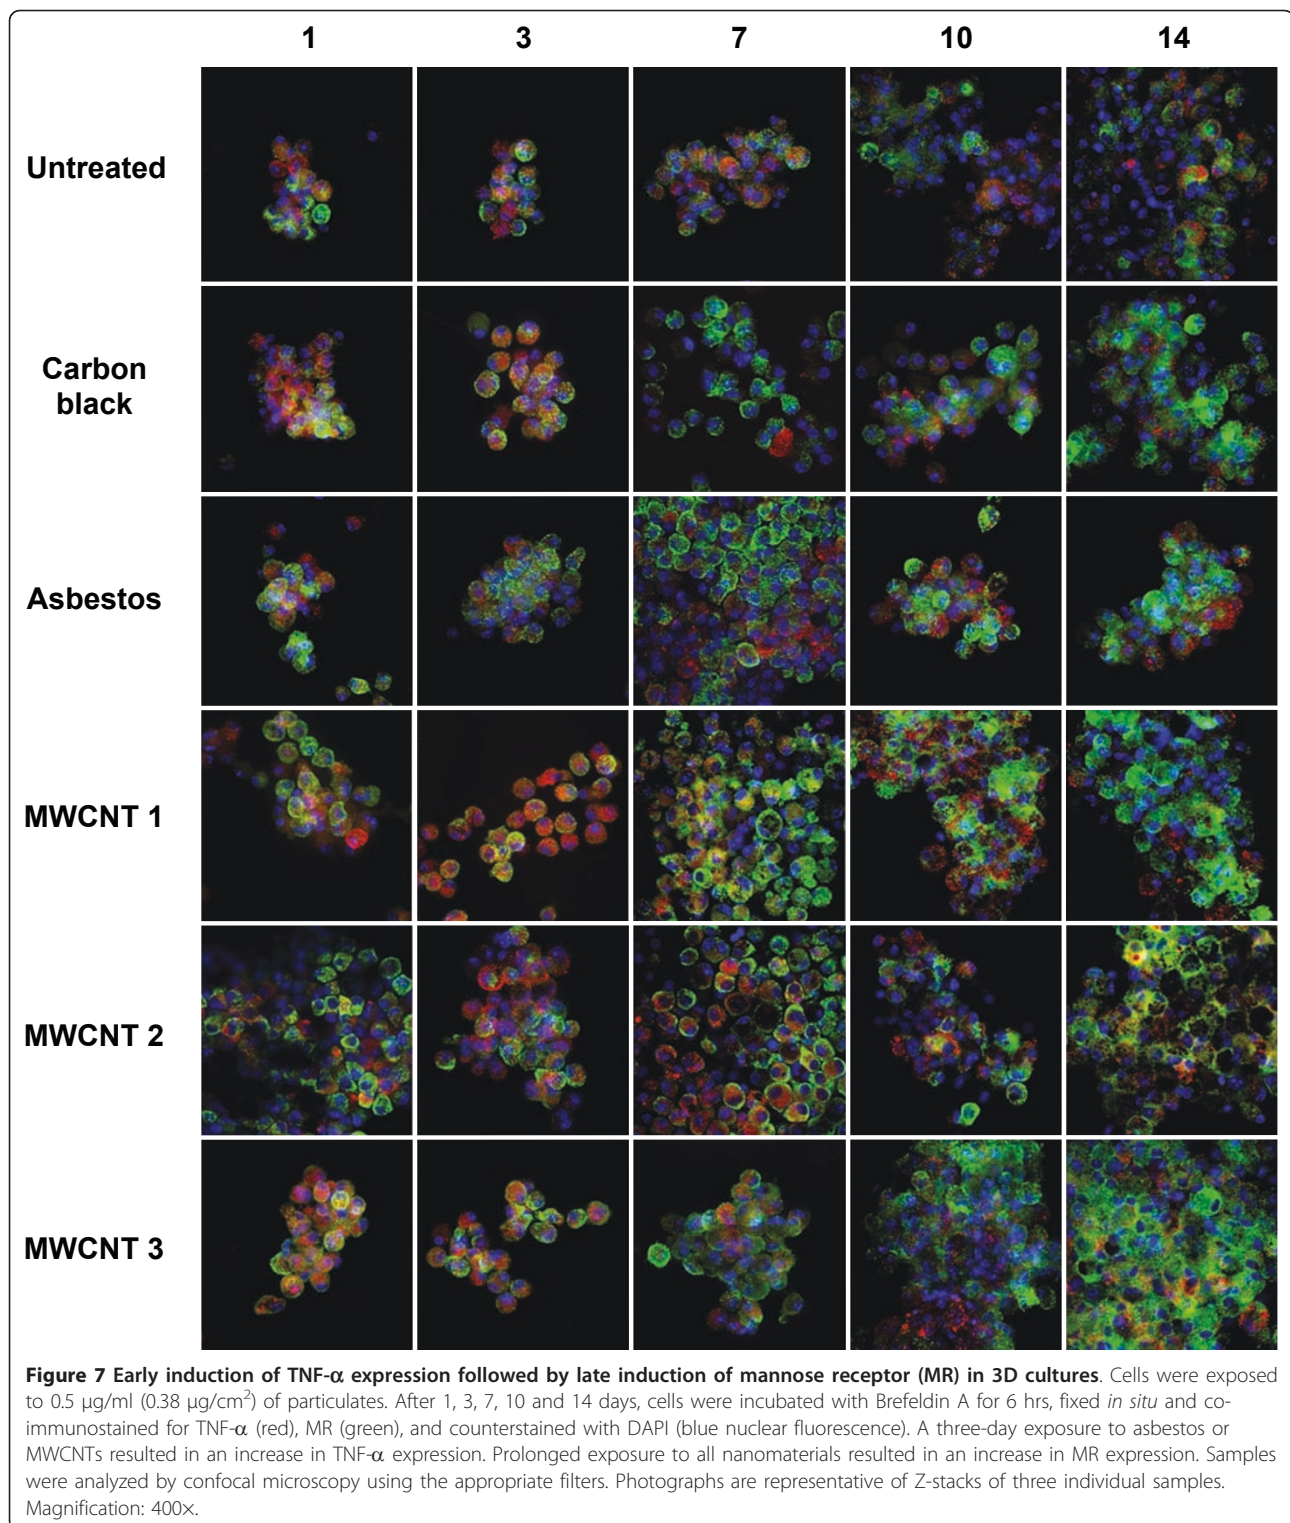 1 3 7 10 14
Untreated
Carbon
black
Asbestos
MWCNT 1
MWCNT 2
MWCNT 3
Figure 7 Early induction of TNF-α expression followed by late induction of mannose receptor (MR) in 3D cultures. Cells were exposed
to 0.5 μg/ml (0.38 μg/cm²) of particulates. After 1, 3, 7, 10 and 14 days, cells were incubated with Brefeldin A for 6 hrs, fixed in situ and co-
immunostained for TNF-α (red), MR (green), and counterstained with DAPI (blue nuclear fluorescence). A three-day exposure to asbestos or
MWCNTs resulted in an increase in TNF-α expression. Prolonged exposure to all nanomaterials resulted in an increase in MR expression. Samples
were analyzed by confocal microscopy using the appropriate filters. Photographs are representative of Z-stacks of three individual samples.
Magnification: 400×.